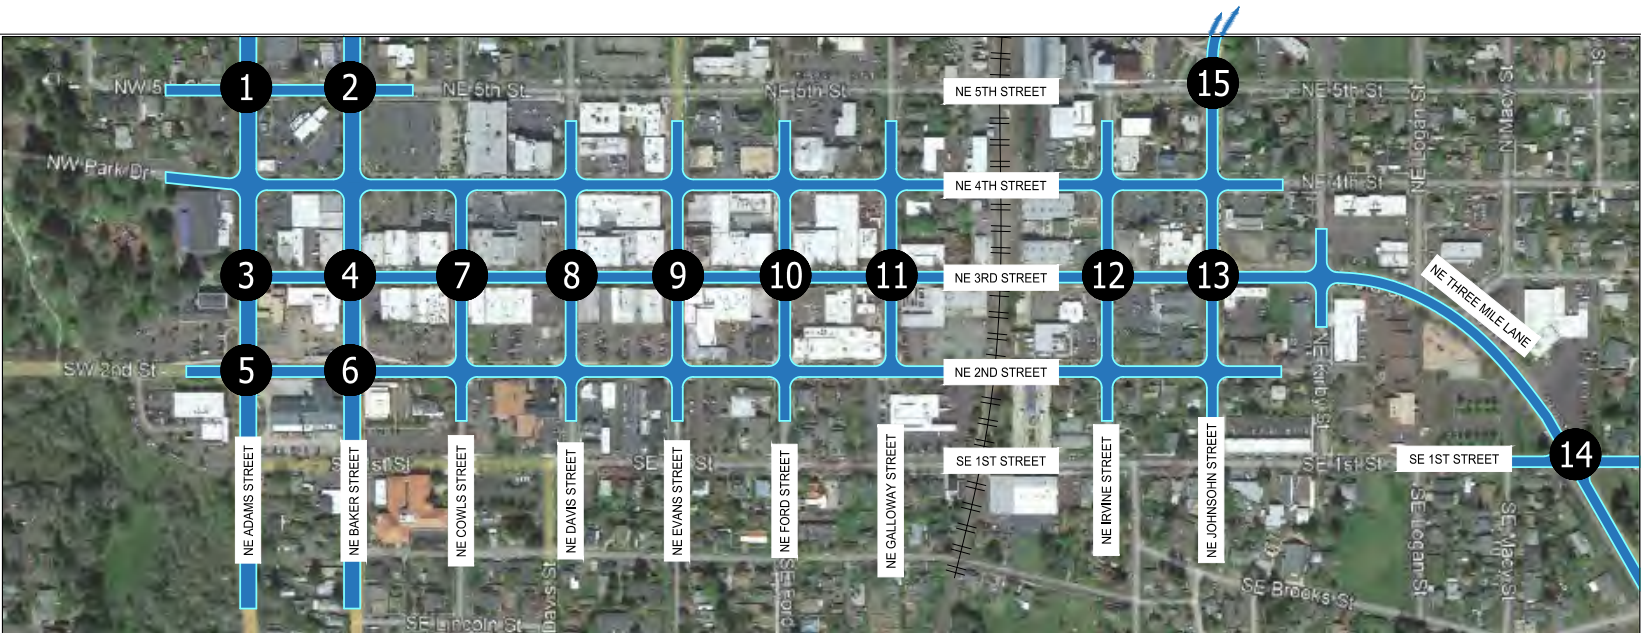 1
2
15
NW 5
NE 5th St
NE 5th St
NE 5TH STREET
NE 5th St
N Macy St
NE Logan St
NW Park Dr
NE 4TH STREET
NE 4th St
3
4
7
8
9
10
11
NE 3RD STREET
12
13
NE THREE MILE LANE
SW 2nd St
5
6
NE 2ND STREET
NE Kirby St
NE ADAMS STREET
NE BAKER STREET
NE COWLS STREET
NE DAVIS STREET
NE EVANS STREET
NE FORD STREET
NE GALLOWAY STREET
NE IRVINE STREET
NE JOHNSOHN STREET
St
SE
St
SE 1ST STREET
SE 1st St
SE 1ST STREET
14
Davis St
SE Ford
SE Logan St
SE Macy St
SE Brooks St
SE Lincoln St